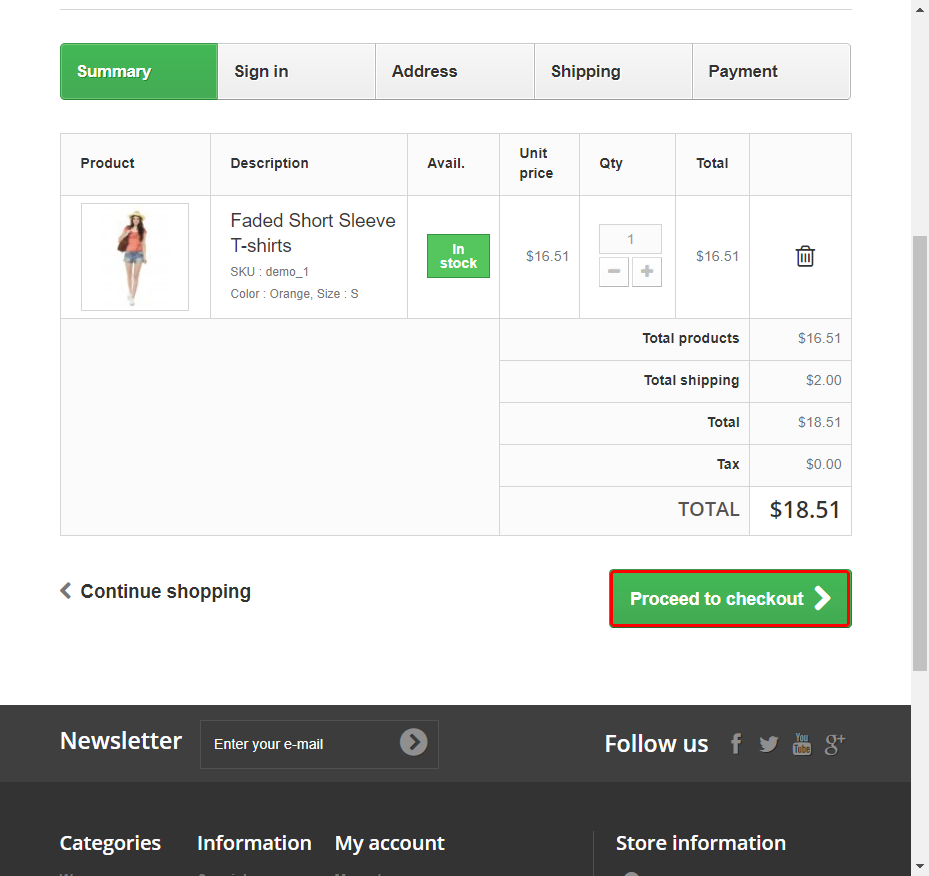 Summary
Sign in
Address
Shipping
Payment
Product
Description
Avail.
Unit
price
Qty
Total
Faded Short Sleeve
T-shirts
SKU : demo_1
Color : Orange, Size : S
In
stock
$16.51
1
$16.51
Total products
$16.51
Total shipping
$2.00
Total
$18.51
Tax
$0.00
TOTAL
$18.51
Continue shopping
Proceed to checkout
Newsletter
Enter your e-mail
Follow us
You
Tube
g+
Categories
Information
My account
Store information